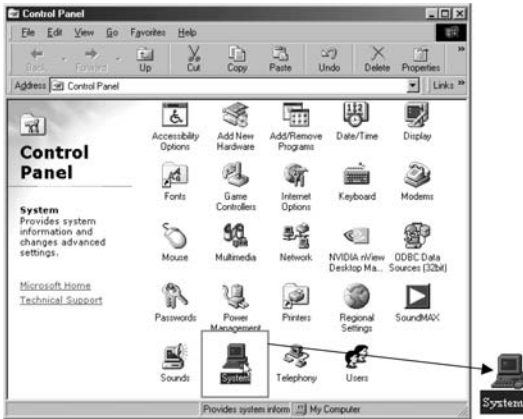 Control Panel
File Edit View Go Favorites Help
Back Forward Up Cut Copy Paste Undo Delete Properties »
Address Control Panel Links »
Control
Panel
System
Provides system
information and
changes advanced
settings.
Microsoft Home
Technical Support
Accessibility
Options
Add New
Hardware
Add/Remove
Programs
Date/Time
Display
Fonts
Game
Controllers
Internet
Options
Keyboard
Modems
Mouse
Multimedia
Network
NVIDIA nView
Desktop Ma...
ODBC Data
Sources (32bit)
Passwords
Power
Management
Printers
Regional
Settings
SoundMAX
Sounds
System
Telephony
Users
System
Provides system inform My Computer